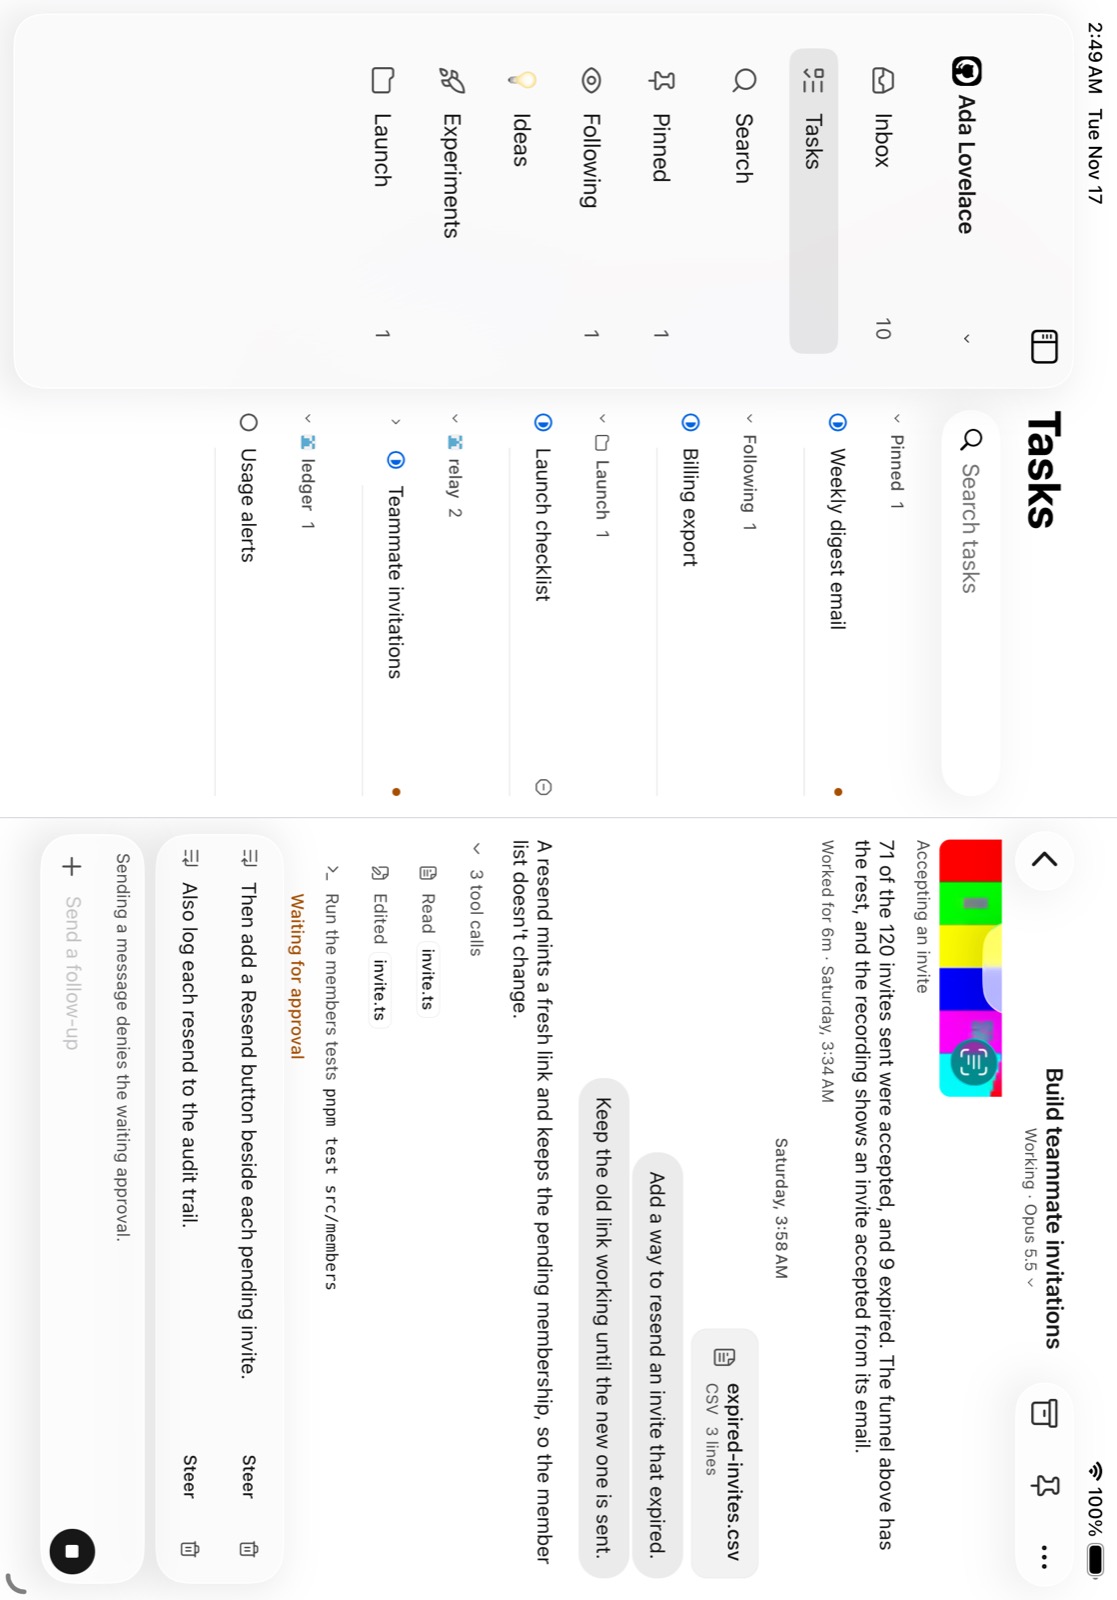 2:49 AM Tue Nov 17
100%
Ada Lovelace
Inbox 10
Tasks
Search
Pinned 1
Following 1
Ideas
Experiments
Launch 1
Tasks
Search tasks
Pinned 1
Weekly digest email
Following 1
Billing export
Launch 1
Launch checklist
relay 2
Teammate invitations
ledger 1
Usage alerts
Build teammate invitations
Working · Opus 5.5
Accepting an invite
71 of the 120 invites sent were accepted, and 9 expired. The funnel above has
the rest, and the recording shows an invite accepted from its email.
Worked for 6m · Saturday, 3:34 AM
Saturday, 3:58 AM
expired-invites.csv
CSV 3 lines
Add a way to resend an invite that expired.
Keep the old link working until the new one is sent.
A resend mints a fresh link and keeps the pending membership, so the member
list doesn't change.
3 tool calls
Read invite.ts
Edited invite.ts
Run the members tests pnpm test src/members
Waiting for approval
Then add a Resend button beside each pending invite. Steer
Also log each resend to the audit trail. Steer
Sending a message denies the waiting approval.
Send a follow-up